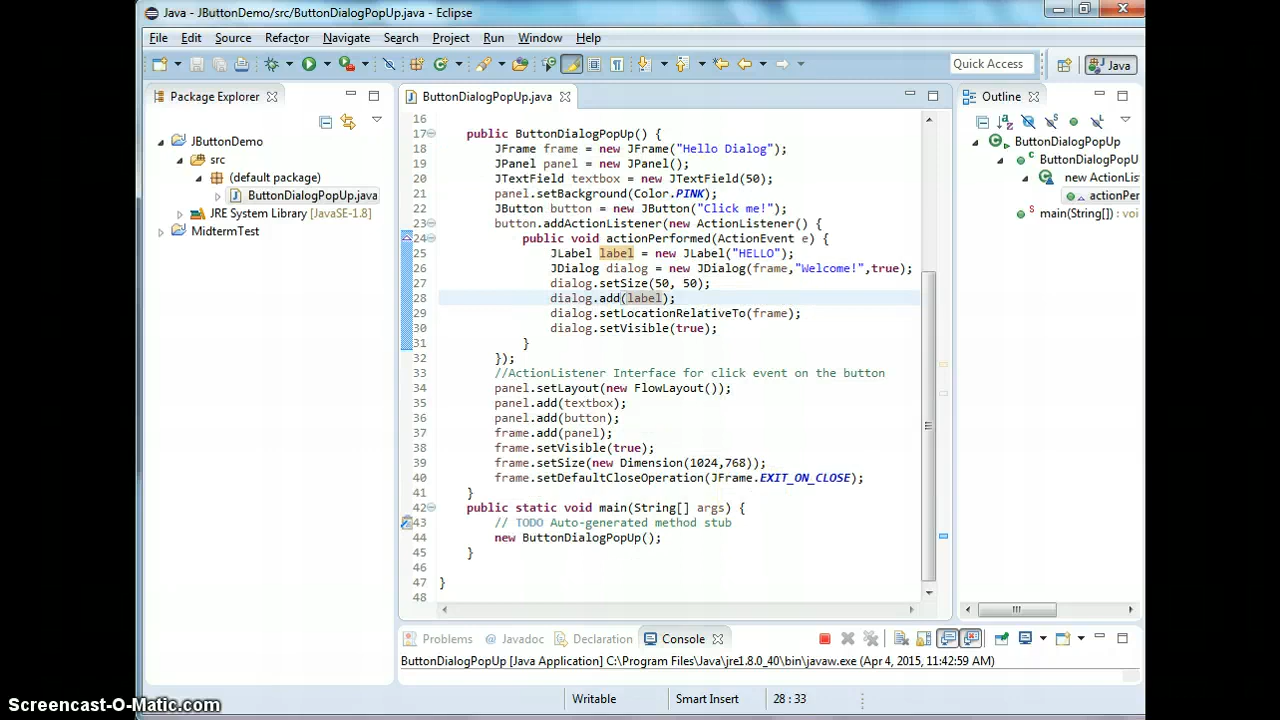 Java - JButtonDemo/src/ButtonDialogPopUp.java - Eclipse
File Edit Source Refactor Navigate Search Project Run Window Help
Quick Access
Java
Package Explorer
JButtonDemo
src
(default package)
ButtonDialogPopUp.java
JRE System Library [JavaSE-1.8]
MidtermTest
ButtonDialogPopUp.java
16
17 public ButtonDialogPopUp() {
18 JFrame frame = new JFrame("Hello Dialog");
19 JPanel panel = new JPanel();
20 JTextField textbox = new JTextField(50);
21 panel.setBackground(Color.PINK);
22 JButton button = new JButton("Click me!");
23 button.addActionListener(new ActionListener() {
24 public void actionPerformed(ActionEvent e) {
25 JLabel label = new JLabel("HELLO");
26 JDialog dialog = new JDialog(frame,"Welcome!",true);
27 dialog.setSize(50, 50);
28 dialog.add(label);
29 dialog.setLocationRelativeTo(frame);
30 dialog.setVisible(true);
31 }
32 });
33 //ActionListener Interface for click event on the button
34 panel.setLayout(new FlowLayout());
35 panel.add(textbox);
36 panel.add(button);
37 frame.add(panel);
38 frame.setVisible(true);
39 frame.setSize(new Dimension(1024,768));
40 frame.setDefaultCloseOperation(JFrame.EXIT_ON_CLOSE);
41 }
42 public static void main(String[] args) {
43 // TODO Auto-generated method stub
44 new ButtonDialogPopUp();
45 }
46
47 }
48
Outline
ButtonDialogPopUp
ButtonDialogPopU
new ActionLis
actionPer
main(String[]) : voi
Problems @ Javadoc Declaration Console
ButtonDialogPopUp [Java Application] C:\Program Files\Java\jre1.8.0_40\bin\javaw.exe (Apr 4, 2015, 11:42:59 AM)
Writable Smart Insert 28 : 33
Screencast-O-Matic.com